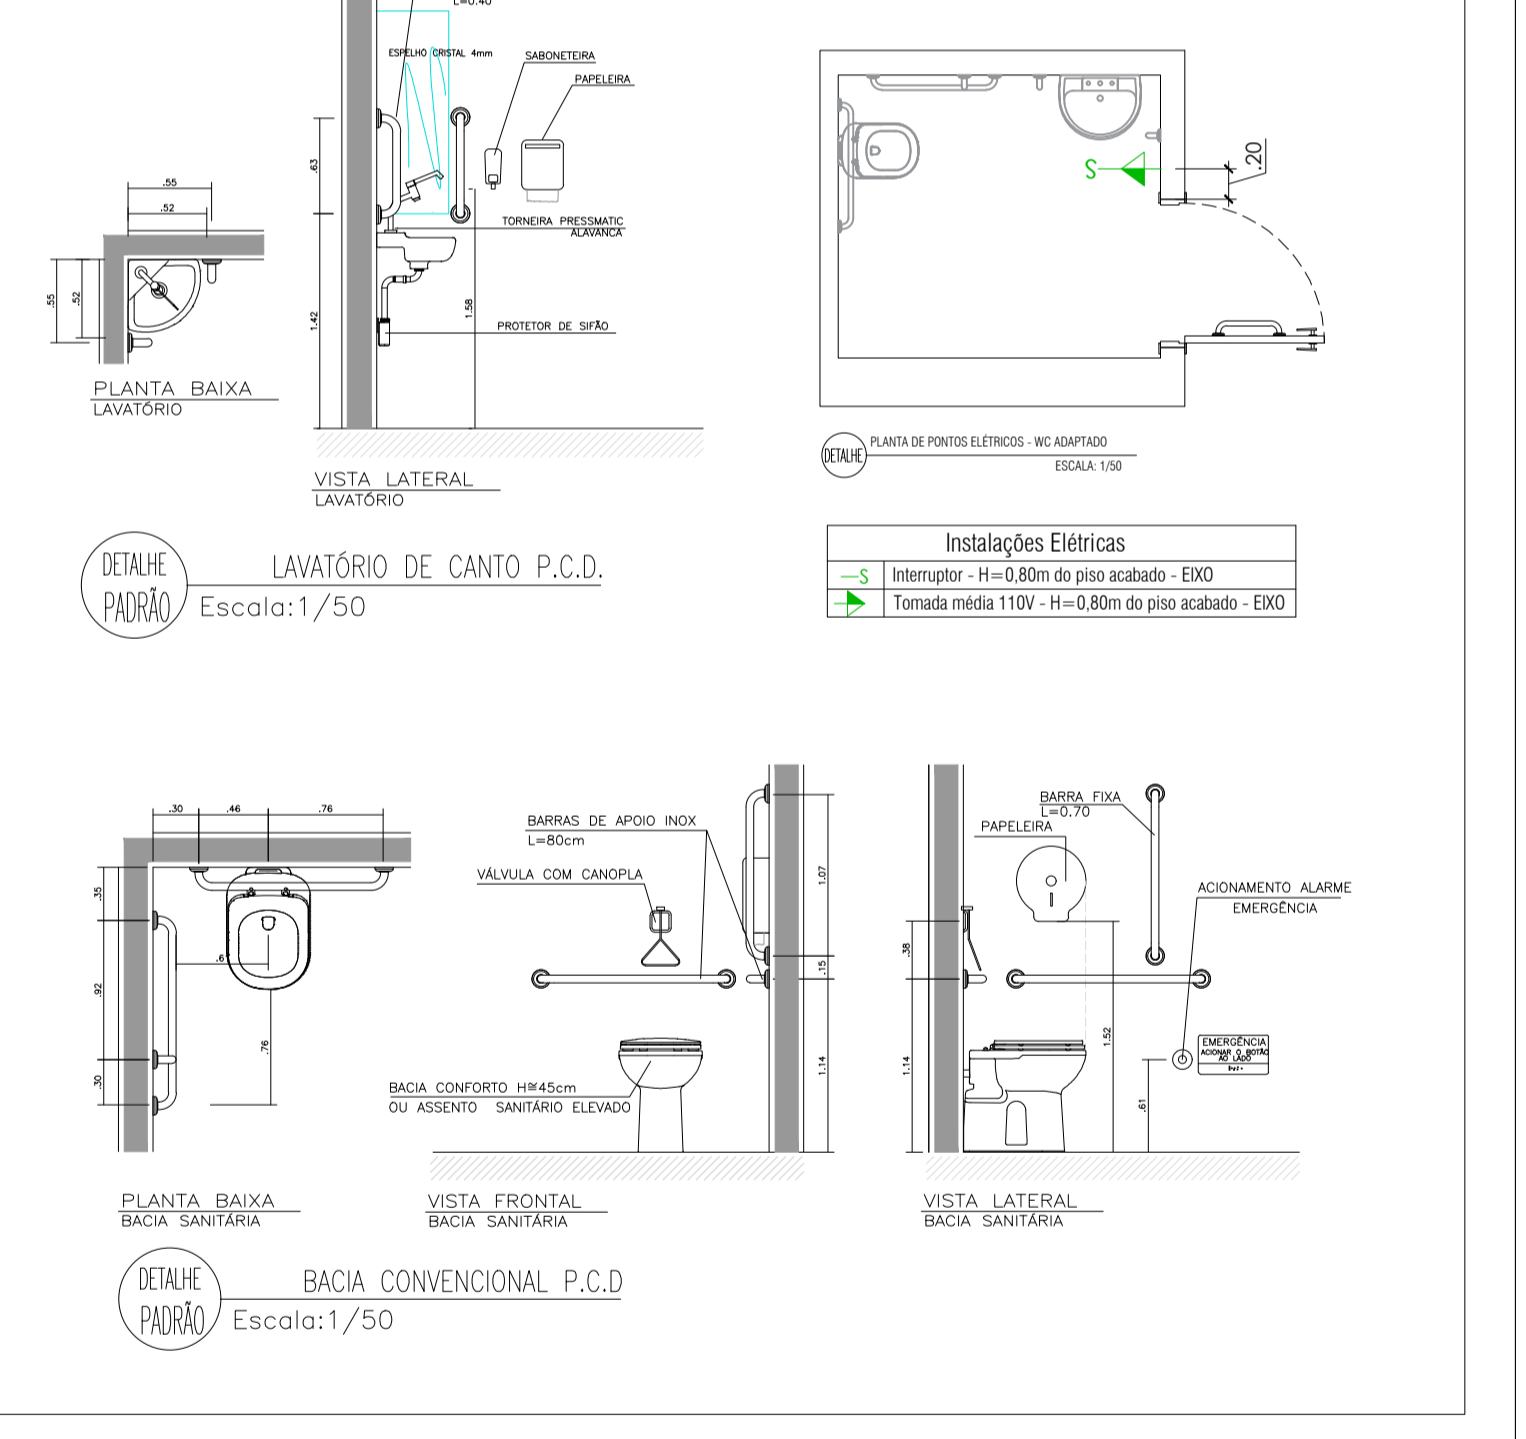 L=0.40
ESPELHO CRISTAL 4mm
SABONETEIRA
PAPELEIRA
.63
TORNEIRA PRESSMATIC
ALAVANCA
1.42
1.58
PROTETOR DE SIFÃO
.55
.52
.55
.52
PLANTA BAIXA
LAVATÓRIO
VISTA LATERAL
LAVATÓRIO
DETALHE
PADRÃO
LAVATÓRIO DE CANTO P.C.D.
Escala:1/50
S
.20
DETALHE
PLANTA DE PONTOS ELÉTRICOS - WC ADAPTADO
ESCALA: 1/50
Instalações Elétricas
S Interruptor - H=0,80m do piso acabado - EIXO
Tomada média 110V - H=0,80m do piso acabado - EIXO
.30 .46 .76
.35
.92
.30
.6
.76
PLANTA BAIXA
BACIA SANITÁRIA
BARRAS DE APOIO INOX
L=80cm
VÁLVULA COM CANOPLA
BACIA CONFORTO H≅45cm
OU ASSENTO SANITÁRIO ELEVADO
1.07
.15
1.14
VISTA FRONTAL
BACIA SANITÁRIA
BARRA FIXA
L=0.70
PAPELEIRA
ACIONAMENTO ALARME
EMERGÊNCIA
.38
1.14
1.52
.61
EMERGÊNCIA
ACIONAR O BOTÃO
AO LADO
VISTA LATERAL
BACIA SANITÁRIA
DETALHE
PADRÃO
BACIA CONVENCIONAL P.C.D
Escala:1/50